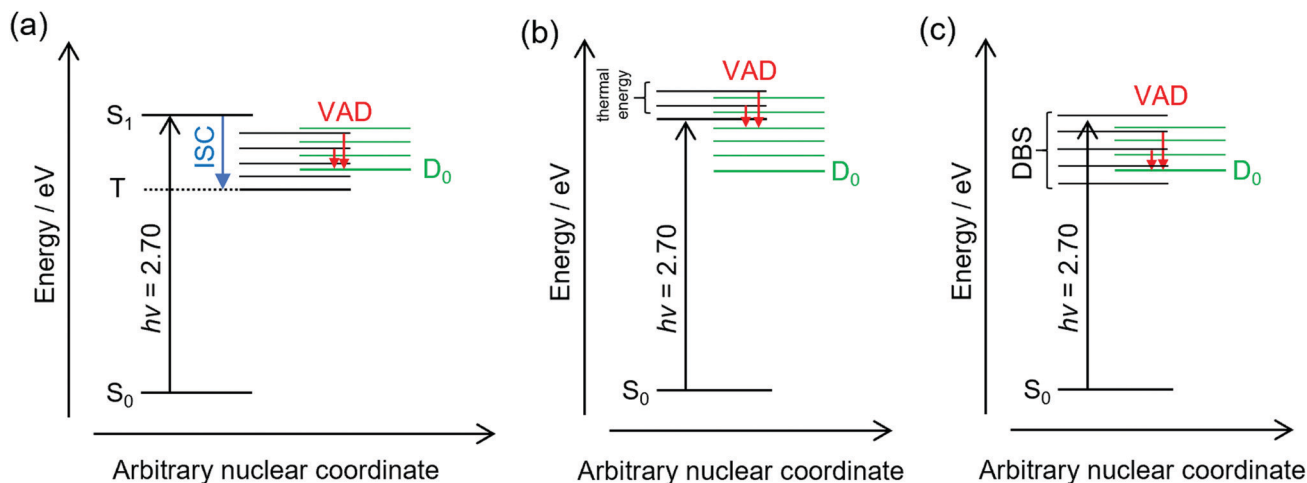 (a)
Energy / eV
S1
T
S0
hν = 2.70
ISC
VAD
D0
Arbitrary nuclear coordinate
(b)
Energy / eV
thermal
energy
VAD
D0
hν = 2.70
S0
Arbitrary nuclear coordinate
(c)
Energy / eV
DBS
VAD
D0
hν = 2.70
S0
Arbitrary nuclear coordinate